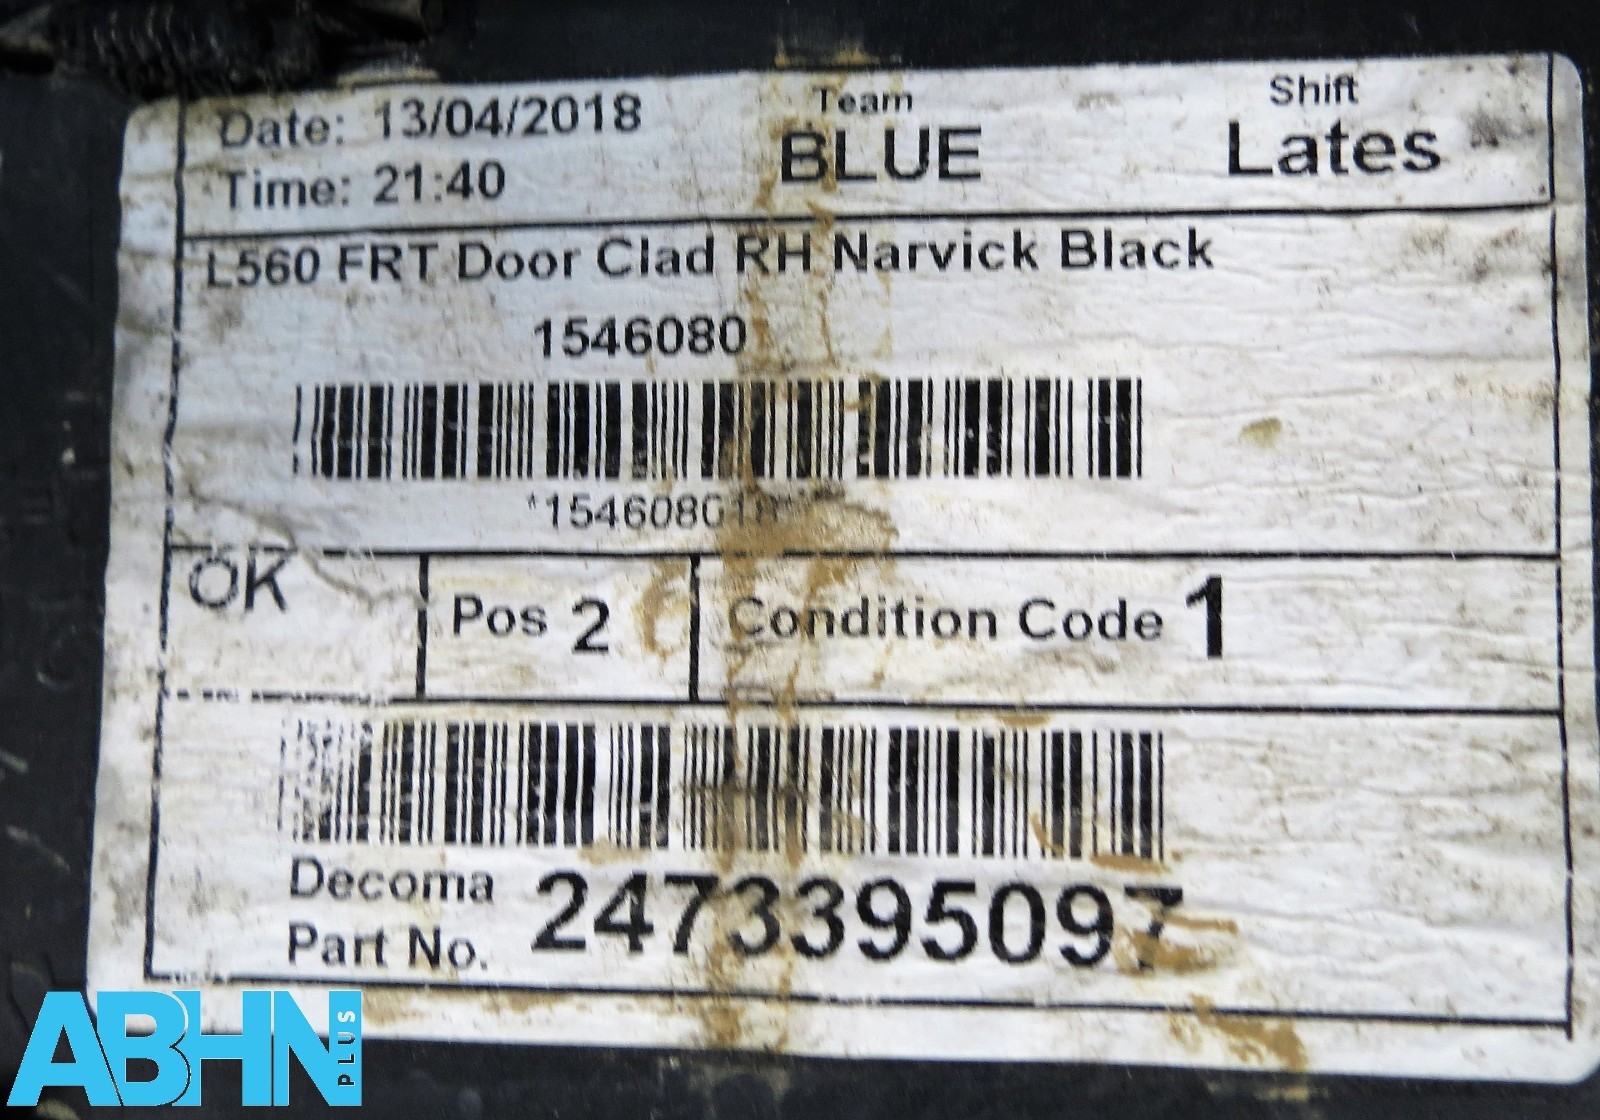 Date: 13/04/2018
Time: 21:40
Team
BLUE
Shift
Lates
L560 FRT Door Clad RH Narvick Black
1546080
OK
Pos 2
Condition Code 1
Decoma
Part No. 2473395097
ABHN
PLUS